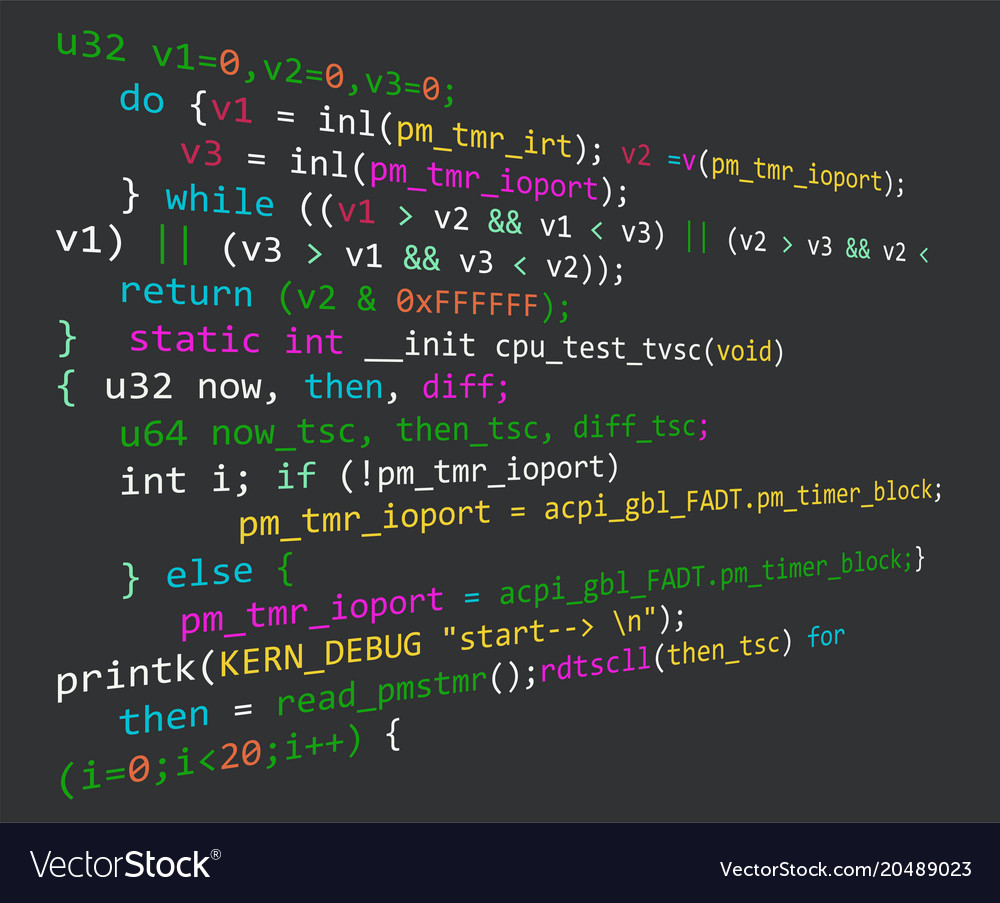 u32 v1=0,v2=0,v3=0;
do {v1 = inl(pm_tmr_irt); v2 =v(pm_tmr_ioport);
v3 = inl(pm_tmr_ioport);
} while ((v1 > v2 && v1 < v3) || (v2 > v3 && v2 <
v1) || (v3 > v1 && v3 < v2));
return (v2 & 0xFFFFFF);
} static int __init cpu_test_tvsc(void)
{ u32 now, then, diff;
u64 now_tsc, then_tsc, diff_tsc;
int i; if (!pm_tmr_ioport)
pm_tmr_ioport = acpi_gbl_FADT.pm_timer_block;
} else {
pm_tmr_ioport = acpi_gbl_FADT.pm_timer_block;}
printk(KERN_DEBUG "start--> \n");
then = read_pmstmr();rdtscll(then_tsc) for
(i=0;i<20;i++) {
VectorStock®
VectorStock.com/20489023